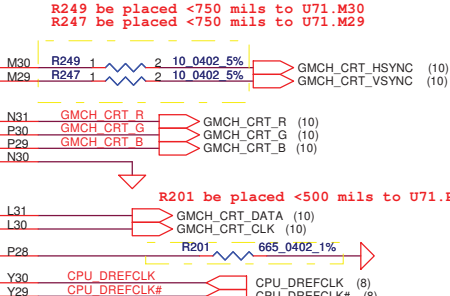 R249 be placed <750 mils to U71.M30
R247 be placed <750 mils to U71.M29
M30 R249 1 2 10_0402_5% GMCH_CRT_HSYNC (10)
M29 R247 1 2 10_0402_5% GMCH_CRT_VSYNC (10)
N31 GMCH_CRT_R GMCH_CRT_R (10)
P30 GMCH_CRT_G GMCH_CRT_G (10)
P29 GMCH_CRT_B GMCH_CRT_B (10)
N30
R201 be placed <500 mils to U71.
L31 GMCH_CRT_DATA (10)
L30 GMCH_CRT_CLK (10)
P28 R201 665_0402_1%
Y30 CPU_DREFCLK CPU_DREFCLK (8)
Y29 CPU_DREFCLK# CPU_DREFCLK# (8)